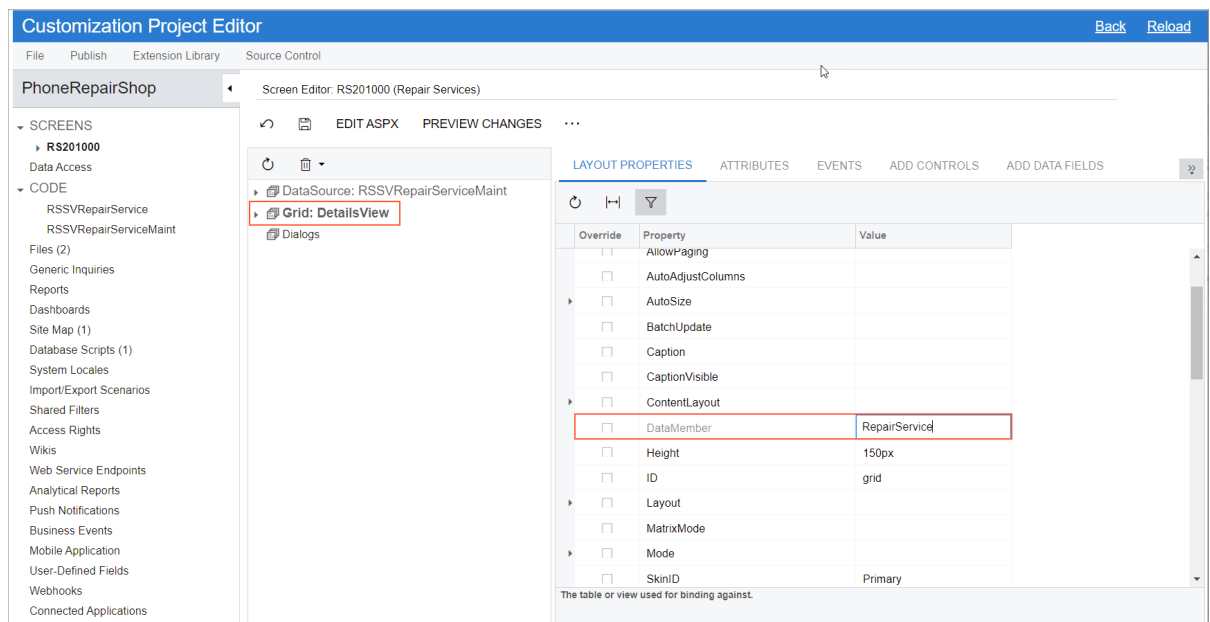 Customization Project Editor
Back Reload
File Publish Extension Library Source Control
PhoneRepairShop
SCREENS
RS201000
Data Access
CODE
RSSVRepairService
RSSVRepairServiceMaint
Files (2)
Generic Inquiries
Reports
Dashboards
Site Map (1)
Database Scripts (1)
System Locales
Import/Export Scenarios
Shared Filters
Access Rights
Wikis
Web Service Endpoints
Analytical Reports
Push Notifications
Business Events
Mobile Application
User-Defined Fields
Webhooks
Connected Applications
Screen Editor: RS201000 (Repair Services)
EDIT ASPX PREVIEW CHANGES ...
DataSource: RSSVRepairServiceMaint
Grid: DetailsView
Dialogs
LAYOUT PROPERTIES ATTRIBUTES EVENTS ADD CONTROLS ADD DATA FIELDS
Override Property Value
AllowPaging
AutoAdjustColumns
AutoSize
BatchUpdate
Caption
CaptionVisible
ContentLayout
DataMember RepairService
Height 150px
ID grid
Layout
MatrixMode
Mode
SkinID Primary
The table or view used for binding against.